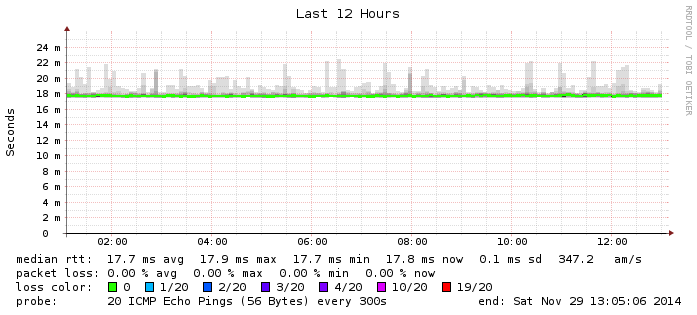 Last 12 Hours
RRDTOOL / TOBI OETIKER
Seconds
24 m
22 m
20 m
18 m
16 m
14 m
12 m
10 m
8 m
6 m
4 m
2 m
0
02:00 04:00 06:00 08:00 10:00 12:00
median rtt: 17.7 ms avg 17.9 ms max 17.7 ms min 17.8 ms now 0.1 ms sd 347.2 am/s
packet loss: 0.00 % avg 0.00 % max 0.00 % min 0.00 % now
loss color: 0 1/20 2/20 3/20 4/20 10/20 19/20
probe: 20 ICMP Echo Pings (56 Bytes) every 300s end: Sat Nov 29 13:05:06 2014